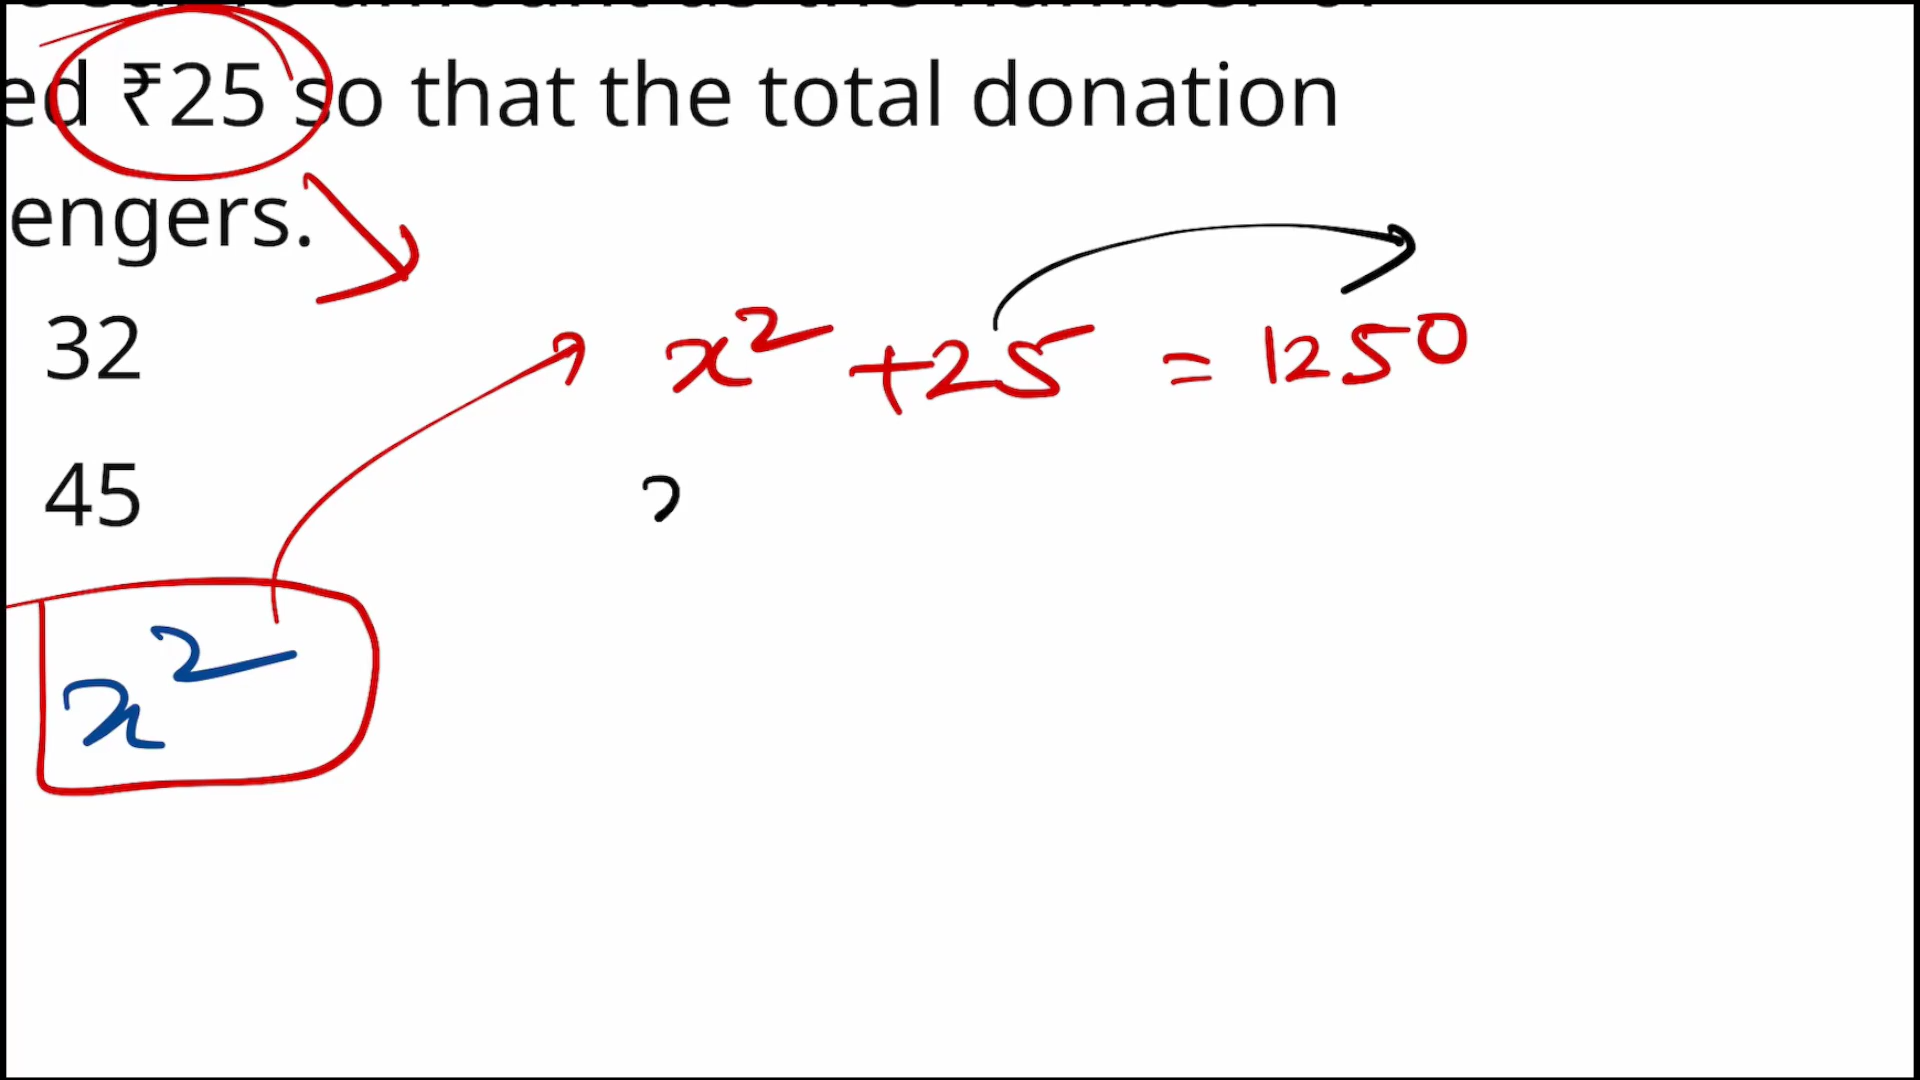 ed ₹25 so that the total donation
engers.
32
x² + 25 = 1250
45
x²